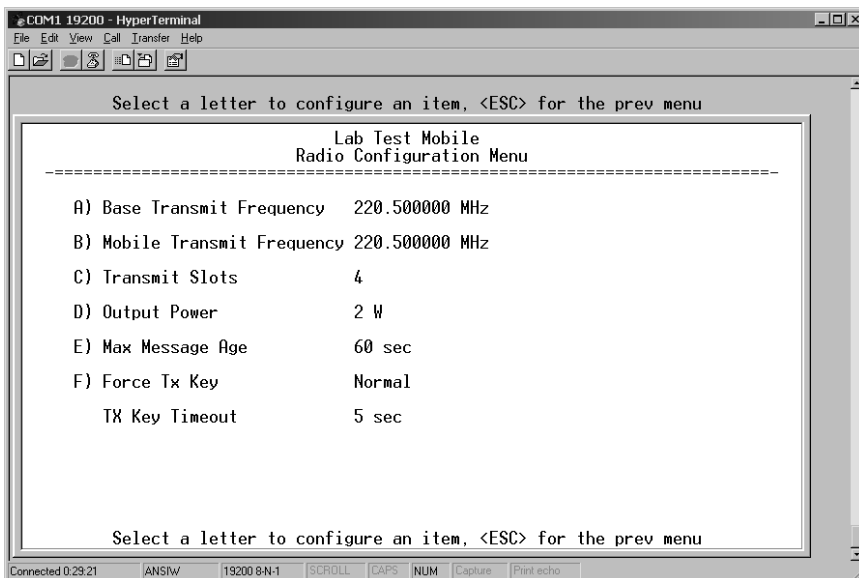 COM1 19200 - HyperTerminal
File Edit View Call Transfer Help
Select a letter to configure an item, <ESC> for the prev menu
Lab Test Mobile
Radio Configuration Menu
-==========================================================================-
A) Base Transmit Frequency 220.500000 MHz
B) Mobile Transmit Frequency 220.500000 MHz
C) Transmit Slots 4
D) Output Power 2 W
E) Max Message Age 60 sec
F) Force Tx Key Normal
TX Key Timeout 5 sec
Select a letter to configure an item, <ESC> for the prev menu
Connected 0:29:21 ANSIW 19200 8-N-1 SCROLL CAPS NUM Capture Print echo